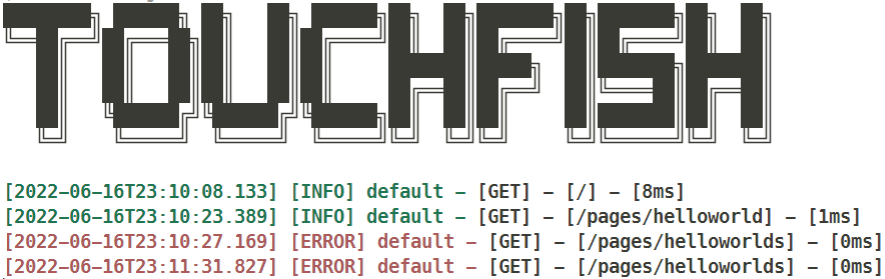 TOUCHFISH
[2022-06-16T23:10:08.133] [INFO] default - [GET] - [/] - [8ms]
[2022-06-16T23:10:23.389] [INFO] default - [GET] - [/pages/helloworld] - [1ms]
[2022-06-16T23:10:27.169] [ERROR] default - [GET] - [/pages/helloworlds] - [0ms]
[2022-06-16T23:11:31.827] [ERROR] default - [GET] - [/pages/helloworlds] - [0ms]